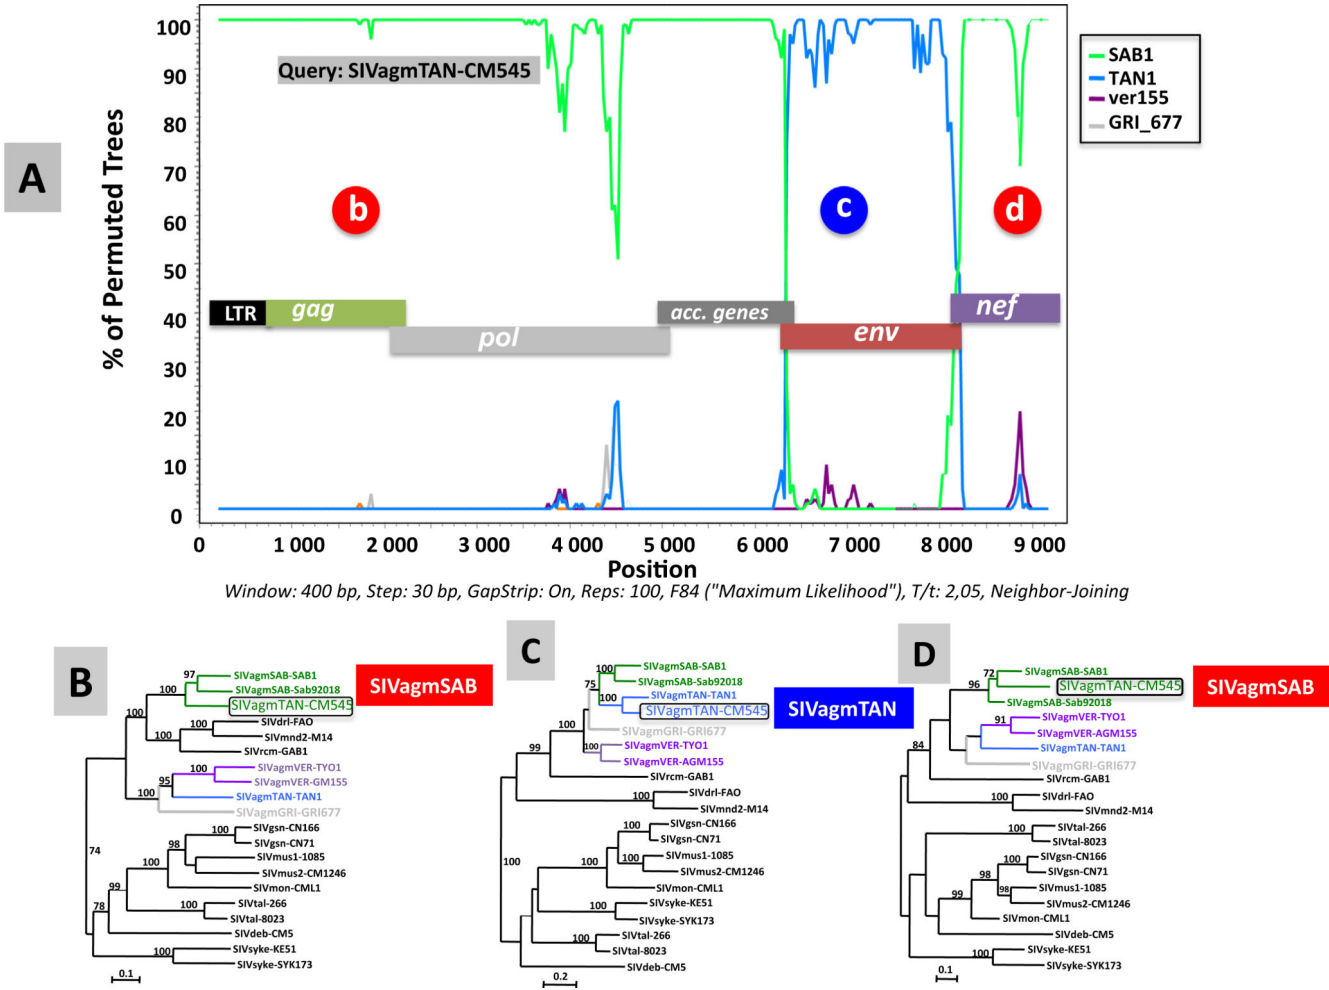 A
% of Permuted Trees
100
90
80
70
60
50
40
30
20
10
0
Query: SIVagmTAN-CM545
SAB1
TAN1
ver155
GRI_677
b
c
d
LTR
gag
pol
acc. genes
env
nef
0
1 000
2 000
3 000
4 000
5 000
6 000
7 000
8 000
9 000
Position
Window: 400 bp, Step: 30 bp, GapStrip: On, Reps: 100, F84 ("Maximum Likelihood"), T/t: 2,05, Neighbor-Joining
B
SIVagmSAB
97
SIVagmSAB-SAB1
SIVagmSAB-Sab92018
100
SIVagmTAN-CM545
100
SIVdrl-FAO
SIVmnd2-M14
100
SIVrcm-GAB1
SIVagmVER-TYO1
100
SIVagmVER-GM155
95
SIVagmTAN-TAN1
100
SIVagmGRI-GRI677
SIVgsn-CN166
100
SIVgsn-CN71
98
SIVmus1-1085
74
100
SIVmus2-CM1246
99
SIVmon-CML1
SIVtal-266
100
78
SIVtal-8023
SIVdeb-CM5
SIVsyke-KE51
100
SIVsyke-SYK173
0.1
C
SIVagmTAN
SIVagmSAB-SAB1
100
SIVagmSAB-Sab92018
75
SIVagmTAN-TAN1
100
SIVagmTAN-CM545
100
SIVagmGRI-GRI677
SIVagmVER-TYO1
100
99
SIVagmVER-AGM155
SIVrcm-GAB1
SIVdrl-FAO
100
SIVmnd2-M14
SIVgsn-CN166
100
SIVgsn-CN71
SIVmus1-1085
100
100
100
SIVmus2-CM1246
SIVmon-CML1
SIVsyke-KE51
100
SIVsyke-SYK173
SIVtal-266
100
SIVtal-8023
SIVdeb-CM5
0.2
D
SIVagmSAB
72
SIVagmSAB-SAB1
96
SIVagmTAN-CM545
SIVagmSAB-Sab92018
SIVagmVER-TYO1
91
SIVagmVER-AGM155
84
SIVagmTAN-TAN1
SIVagmGRI-GRI677
SIVrcm-GAB1
SIVdrl-FAO
100
SIVmnd2-M14
SIVtal-266
100
SIVtal-8023
SIVgsn-CN166
100
SIVgsn-CN71
98
SIVmus1-1085
98
99
SIVmus2-CM1246
SIVmon-CML1
SIVdeb-CM5
SIVsyke-KE51
100
SIVsyke-SYK173
0.1